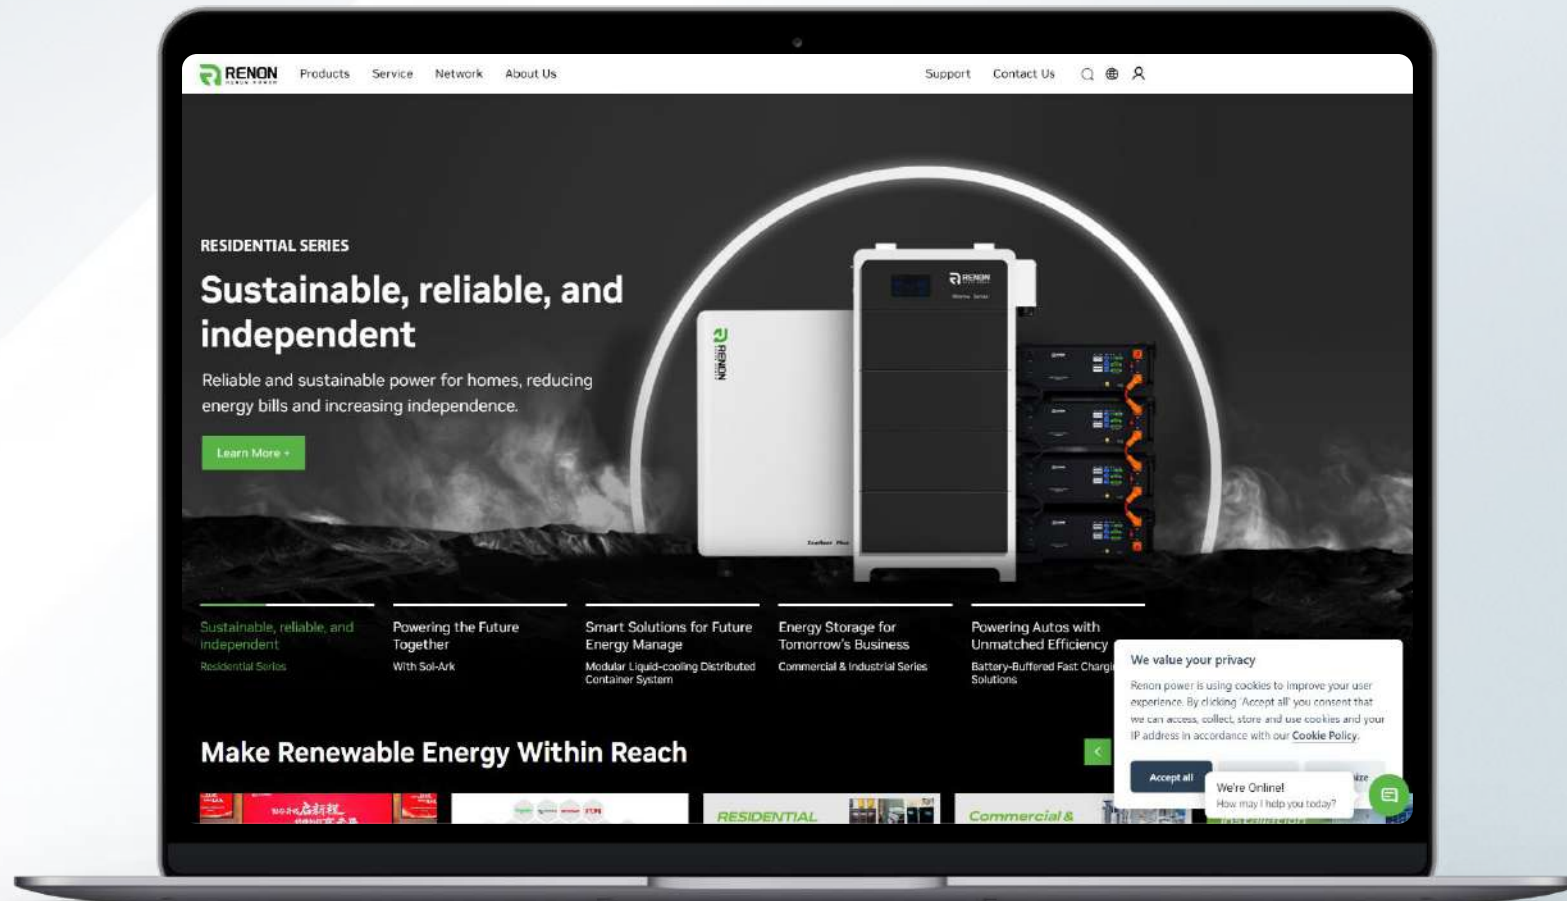 RENON
RENON POWER
Products
Service
Network
About Us
Support
Contact Us
RESIDENTIAL SERIES
Sustainable, reliable, and
independent
Reliable and sustainable power for homes, reducing
energy bills and increasing independence.
Learn More +
RENON
RENON
Sustainable, reliable, and
independent
Residential Series
Powering the Future
Together
With Sol-Ark
Smart Solutions for Future
Energy Manage
Modular Liquid-cooling Distributed
Container System
Energy Storage for
Tomorrow's Business
Commercial & Industrial Series
Powering Autos with
Unmatched Efficiency
Battery-Buffered Fast Chargi
Solutions
We value your privacy
Renon power is using cookies to improve your user
experience. By clicking 'Accept all' you consent that
we can access, collect, store and use cookies and your
IP address in accordance with our Cookie Policy.
Accept all
ize
We're Online!
How may I help you today?
Make Renewable Energy Within Reach
RESIDENTIAL
Commercial &